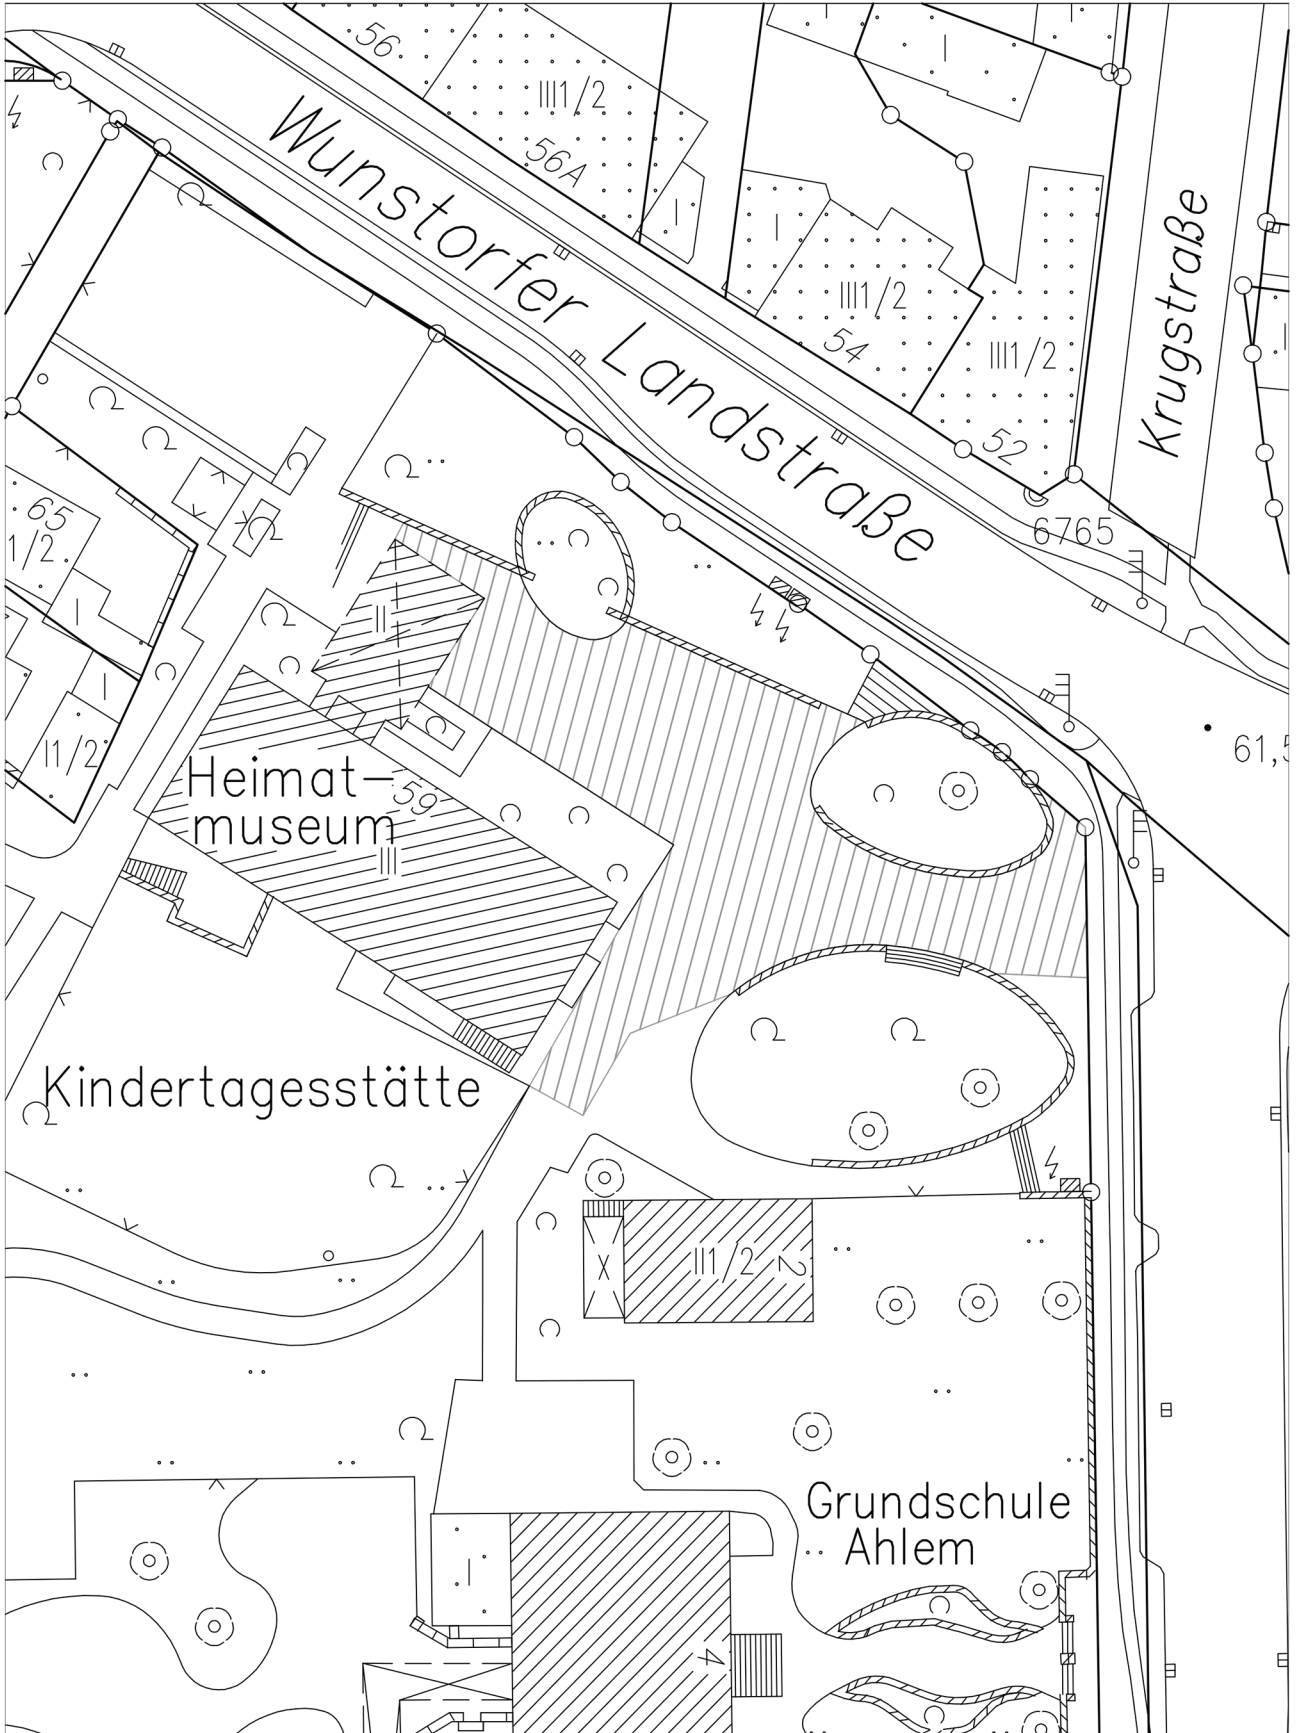 56
III1/2
56A
I
I
I
I
I
Wunstorfer Landstraße
III1/2
54
III1/2
52
Krugstraße
6765
65
1/2
I
I
I1/2
II
61,5
Heimat-
museum
59
III
Kindertagesstätte
II1/2
2
X
Grundschule
Ahlem
I
4